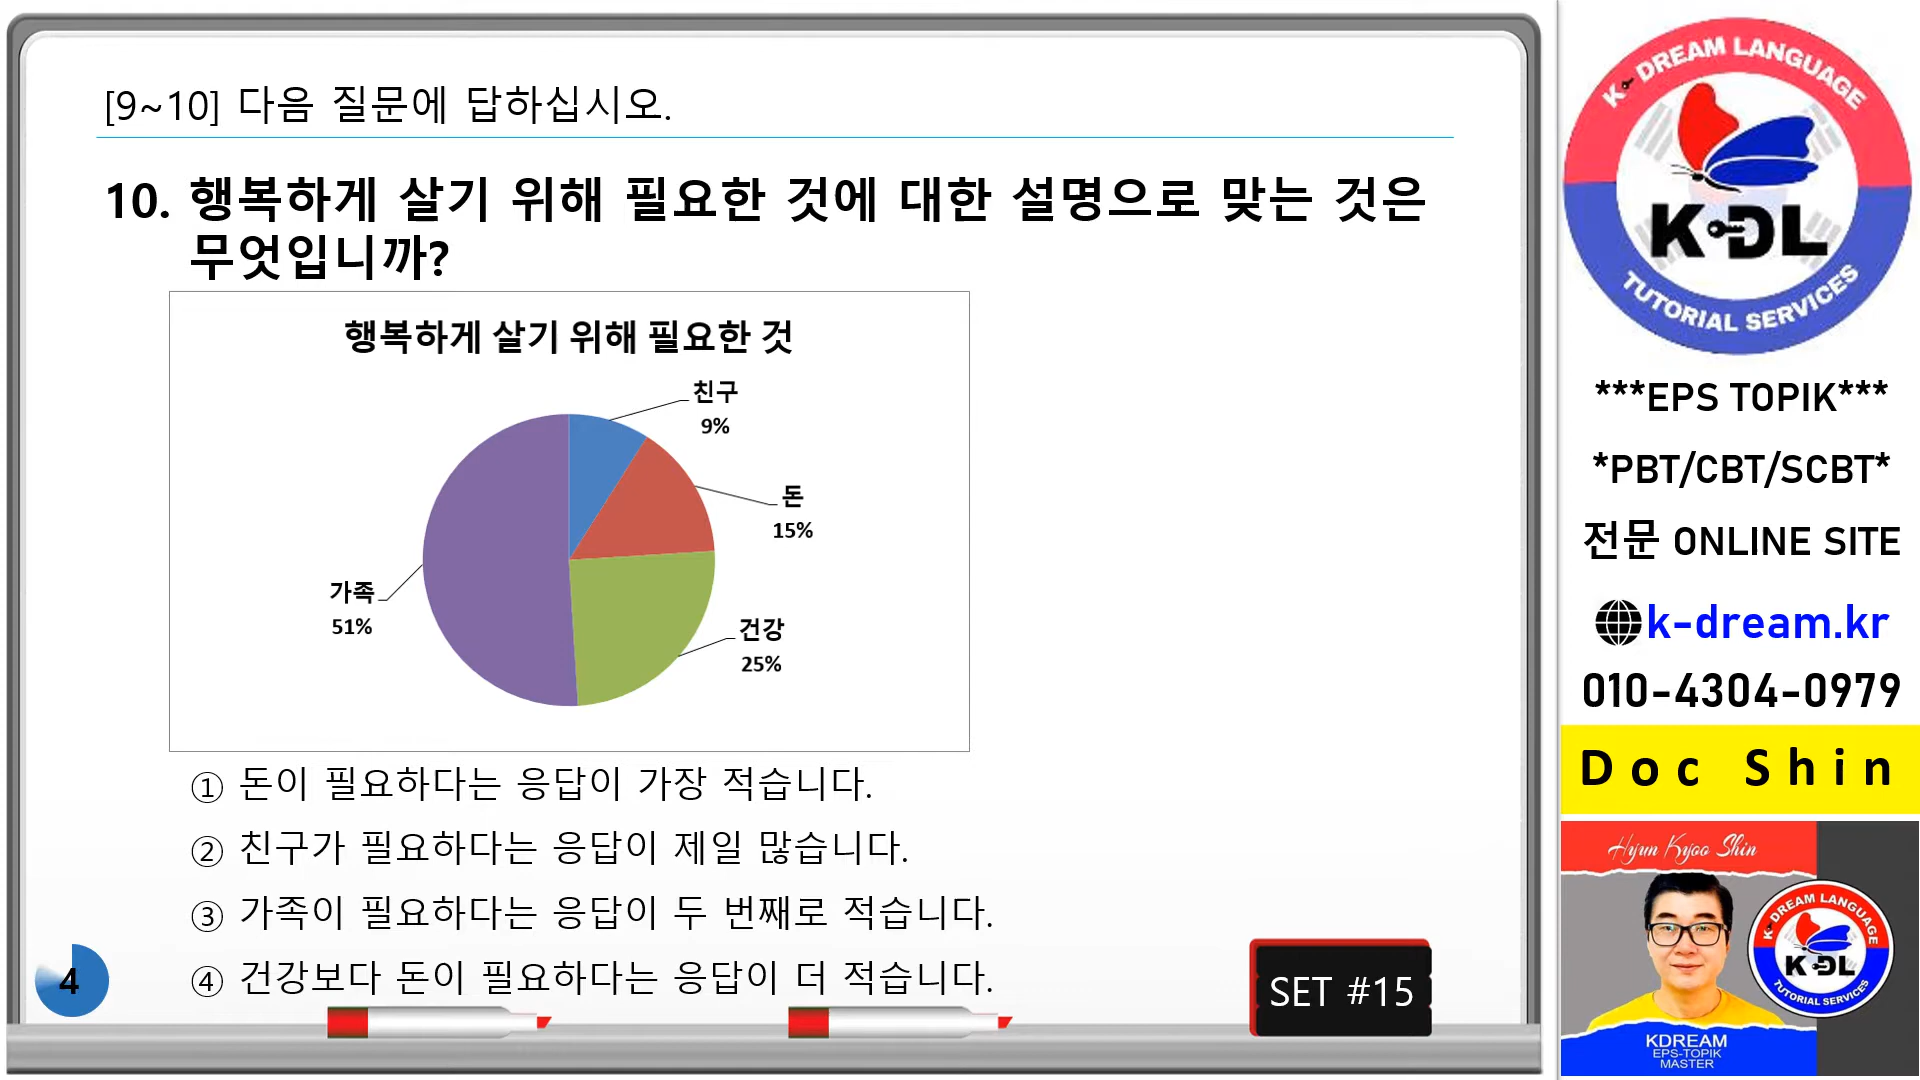 [9~10] 다음 질문에 답하십시오.
10. 행복하게 살기 위해 필요한 것에 대한 설명으로 맞는 것은
무엇입니까?
행복하게 살기 위해 필요한 것
친구
9%
돈
15%
건강
25%
가족
51%
① 돈이 필요하다는 응답이 가장 적습니다.
② 친구가 필요하다는 응답이 제일 많습니다.
③ 가족이 필요하다는 응답이 두 번째로 적습니다.
④ 건강보다 돈이 필요하다는 응답이 더 적습니다.
4
SET #15
K DREAM LANGUAGE
K DL
TUTORIAL SERVICES
***EPS TOPIK***
*PBT/CBT/SCBT*
전문 ONLINE SITE
k-dream.kr
010-4304-0979
Doc Shin
Hyun Kyoo Shin
K DREAM LANGUAGE
K DL
TUTORIAL SERVICES
KDREAM
EPS-TOPIK
MASTER